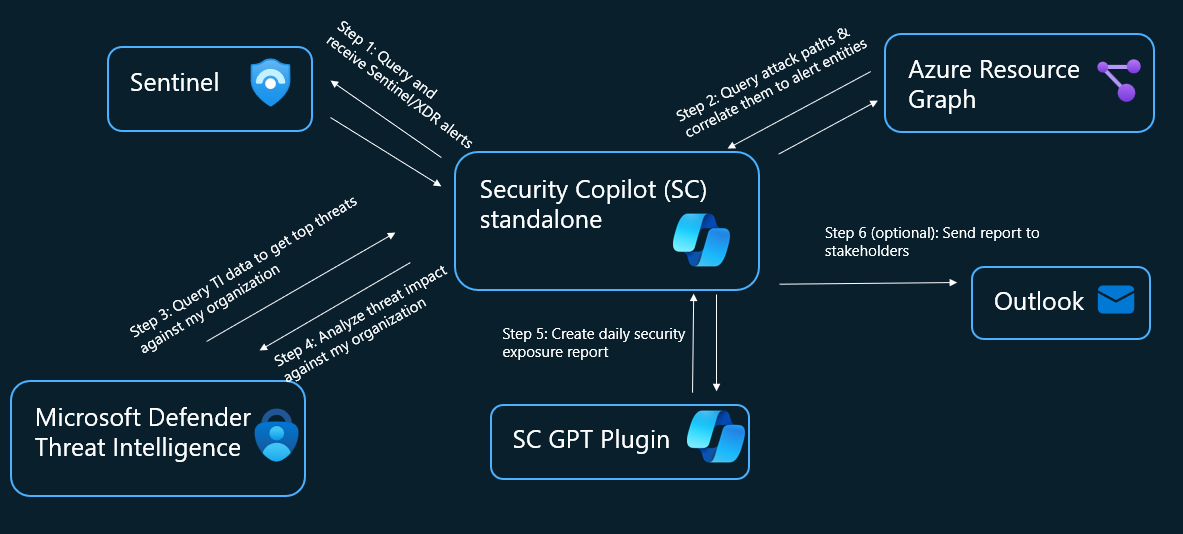 Sentinel
Step 1: Query and
receive Sentinel/XDR alerts
Step 2: Query attack paths &
correlate them to alert entities
Azure Resource
Graph
Security Copilot (SC)
standalone
Step 3: Query TI data to get top threats
against my organization
Step 4: Analyze threat impact
against my organization
Step 6 (optional): Send report to
stakeholders
Outlook
Step 5: Create daily security
exposure report
Microsoft Defender
Threat Intelligence
SC GPT Plugin